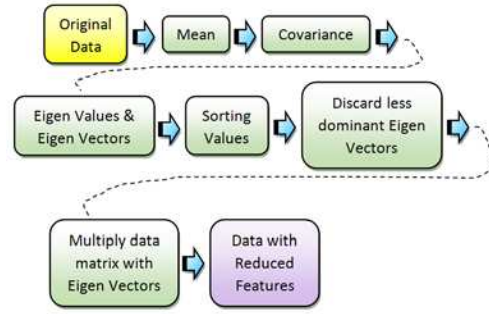 Original
Data
Mean
Covariance
Eigen Values &
Eigen Vectors
Sorting
Values
Discard less
dominant Eigen
Vectors
Multiply data
matrix with
Eigen Vectors
Data with
Reduced
Features